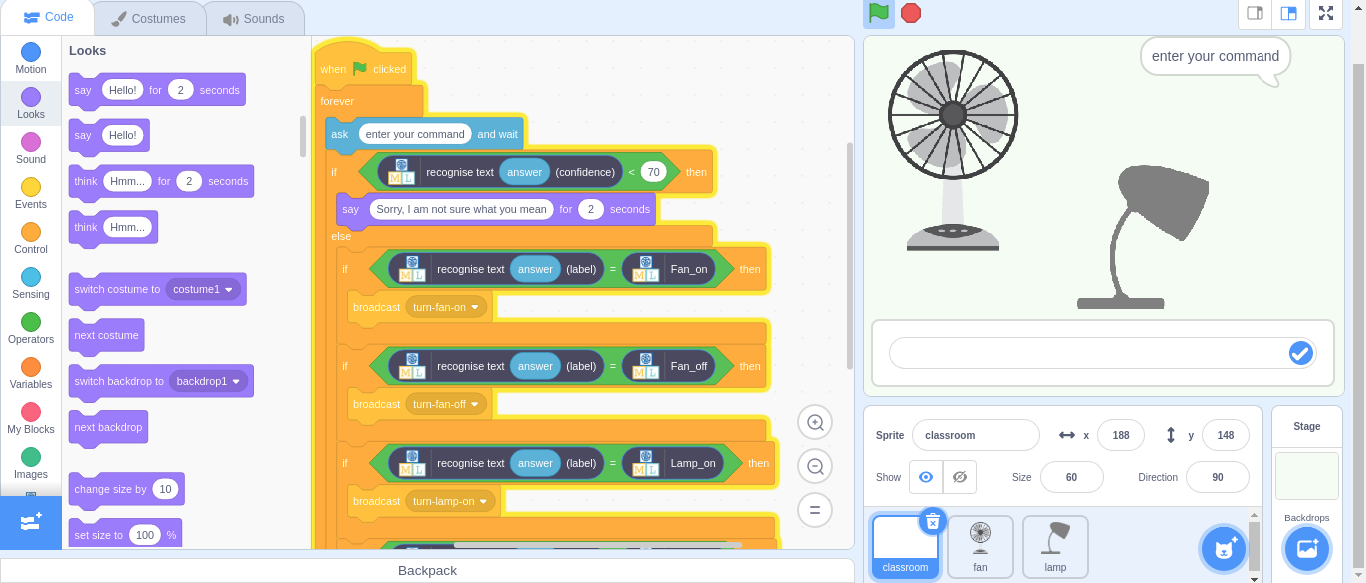 Code
Costumes
Sounds
Motion
Looks
Sound
Events
Control
Sensing
Operators
Variables
My Blocks
Images
Looks
say Hello! for 2 seconds
say Hello!
think Hmm... for 2 seconds
think Hmm...
switch costume to costume1
next costume
switch backdrop to backdrop1
next backdrop
change size by 10
set size to 100 %
when clicked
forever
ask enter your command and wait
if ML recognise text answer (confidence) < 70 then
say Sorry, I am not sure what you mean for 2 seconds
else
if ML recognise text answer (label) = ML Fan_on then
broadcast turn-fan-on
if ML recognise text answer (label) = ML Fan_off then
broadcast turn-fan-off
if ML recognise text answer (label) = ML Lamp_on then
broadcast turn-lamp-on
Backpack
enter your command
Sprite classroom x 188 y 148
Show Size 60 Direction 90
classroom
fan
lamp
Stage
Backdrops